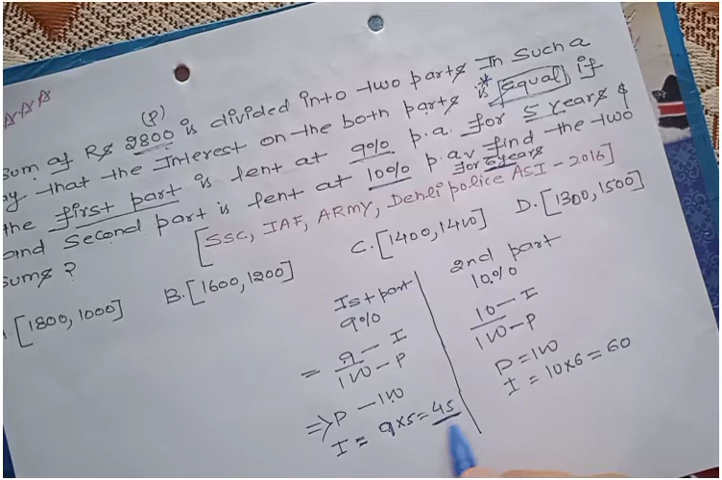 AAA
(P)
Sum of Rs 2800 is divided into two parts In Such a
way that the Interest on the both parts is* Equal if
the first part is lent at 9% p.a. for 5 years &
and Second part is lent at 10% p.a. find the two
for 6 years
Sums ? [SSC, IAF, ARMY, Dehli police ASI - 2016]
[1800, 1000] B.[1600, 1200] C.[1400, 1400] D.[1300, 1500]
Ist part 2nd part
9% 10%
= 9 - I 10 - I
100 - P 100 - P
=> P - 100 P = 100
I = 9x5 = 45 I = 10x6 = 60